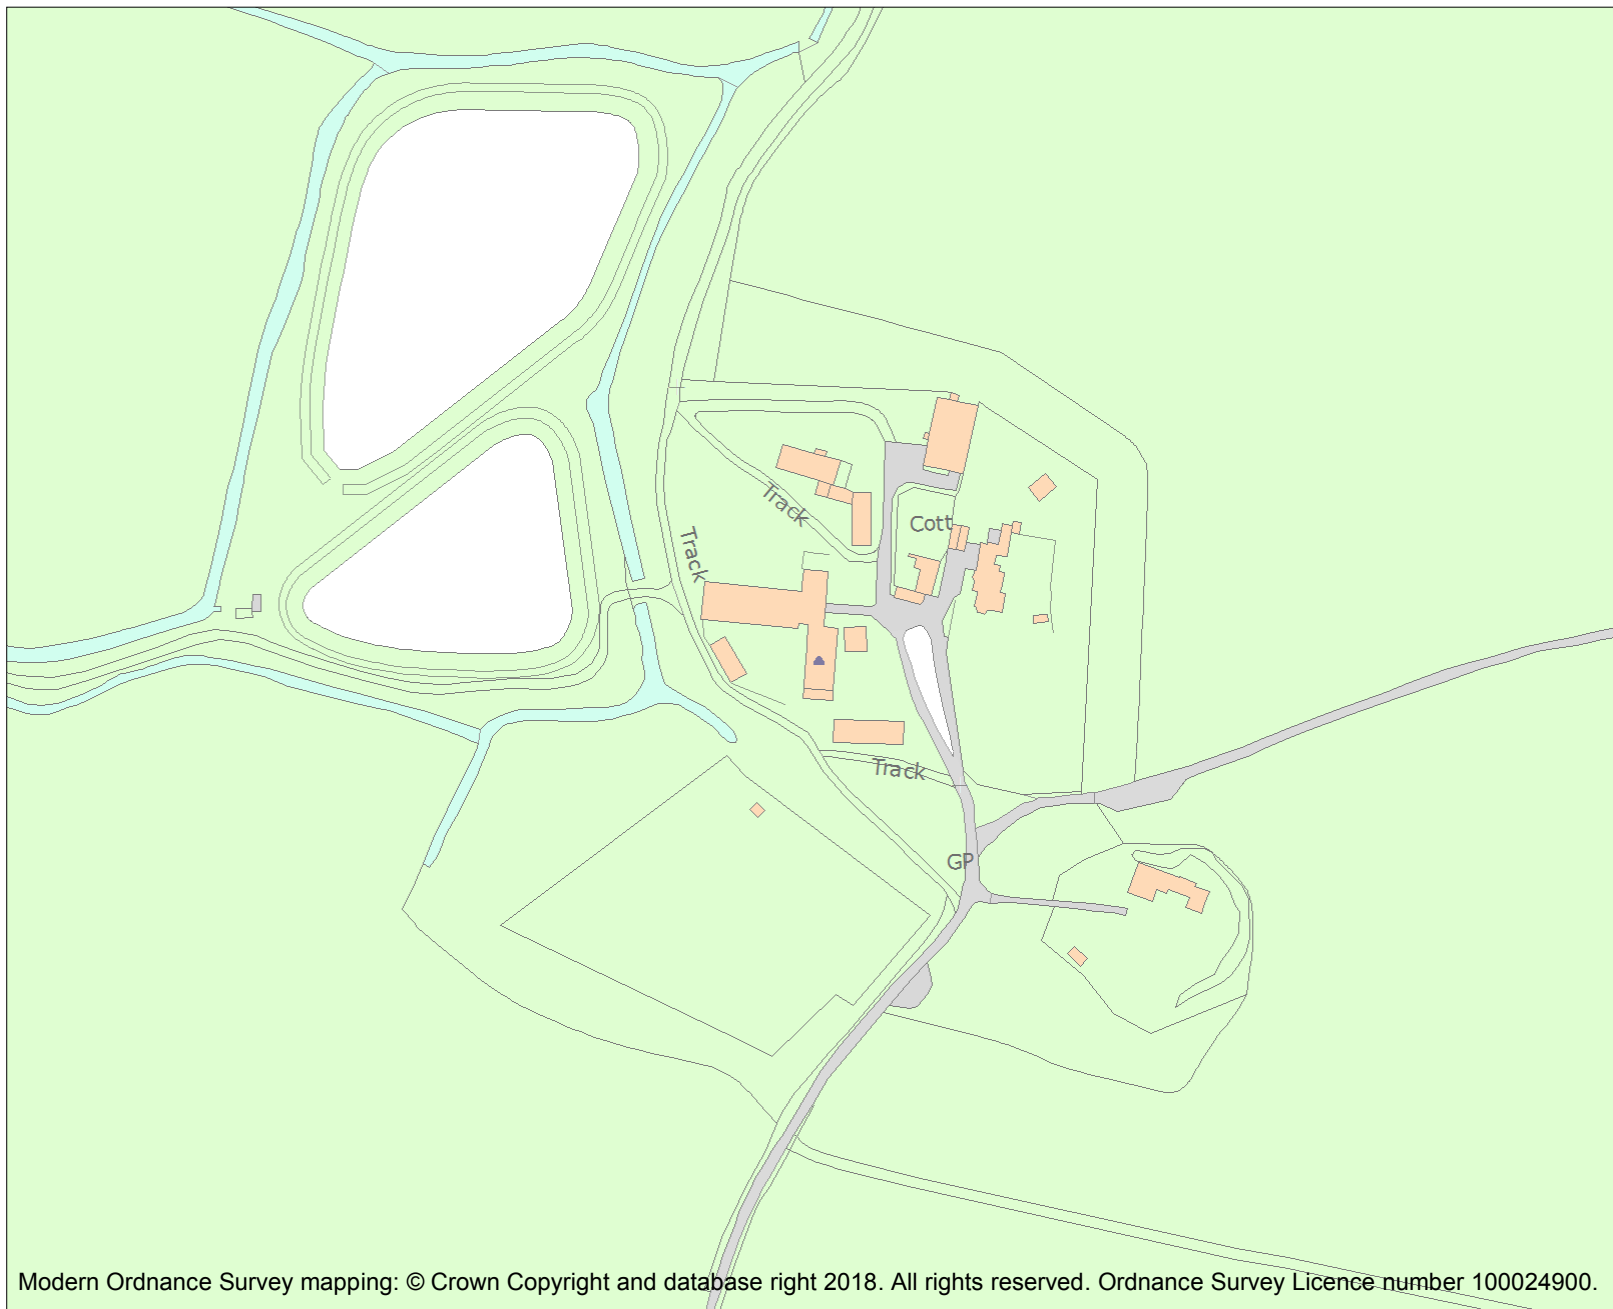 Cott
Track
Track
Track
GP
Modern Ordnance Survey mapping: © Crown Copyright and database right 2018. All rights reserved. Ordnance Survey Licence number 100024900.